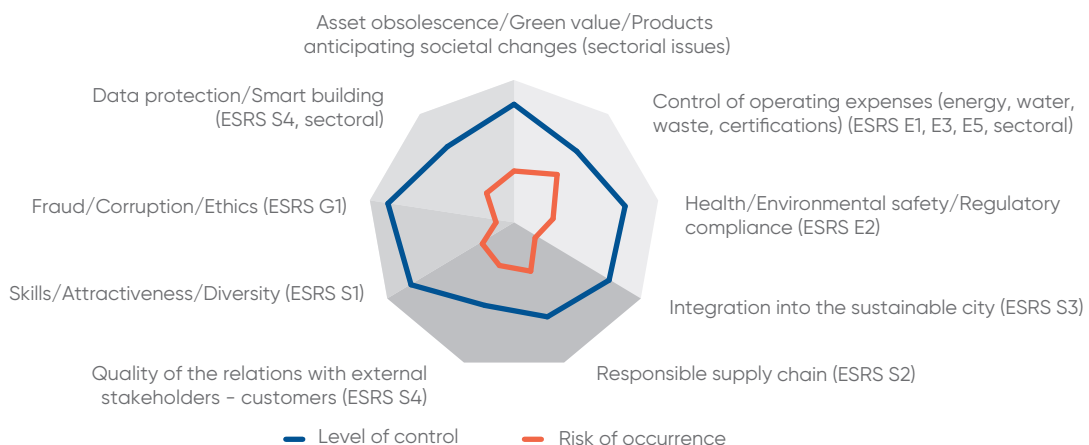 Asset obsolescence/Green value/Products
anticipating societal changes (sectorial issues)
Data protection/Smart building
(ESRS S4, sectoral)
Control of operating expenses (energy, water,
waste, certifications) (ESRS E1, E3, E5, sectoral)
Fraud/Corruption/Ethics (ESRS G1)
Health/Environmental safety/Regulatory
compliance (ESRS E2)
Skills/Attractiveness/Diversity (ESRS S1)
Integration into the sustainable city (ESRS S3)
Quality of the relations with external
stakeholders - customers (ESRS S4)
Responsible supply chain (ESRS S2)
Level of control
Risk of occurrence